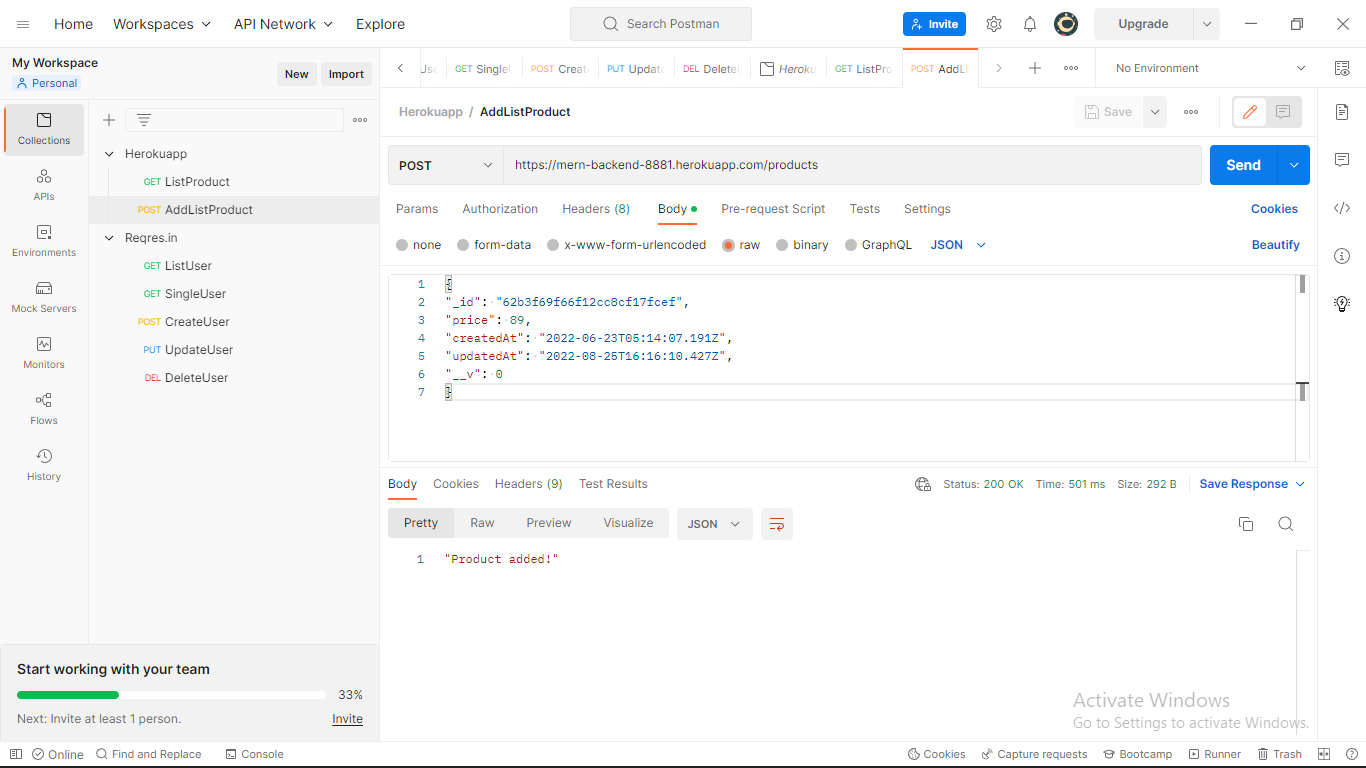 Home Workspaces API Network Explore Search Postman Invite Upgrade
My Workspace
Personal
New Import
GET Single POST Creat PUT Update DEL Delete Heroku GET ListPro POST AddLi No Environment
Herokuapp / AddListProduct Save
Collections
APIs
Environments
Mock Servers
Monitors
Flows
History
Herokuapp
GET ListProduct
POST AddListProduct
Reqres.in
GET ListUser
GET SingleUser
POST CreateUser
PUT UpdateUser
DEL DeleteUser
POST https://mern-backend-8881.herokuapp.com/products Send
Params Authorization Headers (8) Body Pre-request Script Tests Settings Cookies
none form-data x-www-form-urlencoded raw binary GraphQL JSON Beautify
1 {
2 "_id": "62b3f69f66f12cc8cf17fcef",
3 "price": 89,
4 "createdAt": "2022-06-23T05:14:07.191Z",
5 "updatedAt": "2022-08-25T16:16:10.427Z",
6 "__v": 0
7 }
Body Cookies Headers (9) Test Results Status: 200 OK Time: 501 ms Size: 292 B Save Response
Pretty Raw Preview Visualize JSON
1 "Product added!"
Start working with your team
33%
Next: Invite at least 1 person. Invite
Activate Windows
Go to Settings to activate Windows.
Online Find and Replace Console Cookies Capture requests Bootcamp Runner Trash